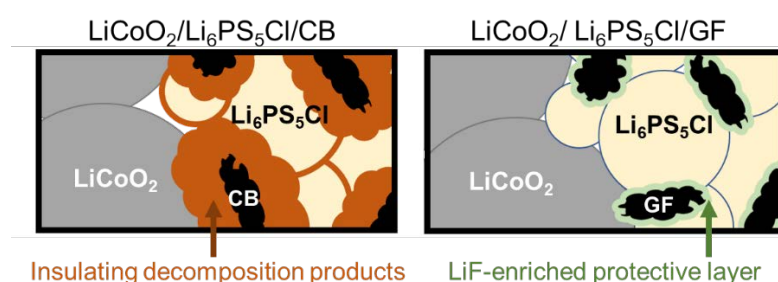 LiCoO₂/Li₆PS₅Cl/CB
LiCoO₂/ Li₆PS₅Cl/GF
Li₆PS₅Cl
LiCoO₂
CB
Li₆PS₅Cl
LiCoO₂
GF
Insulating decomposition products
LiF-enriched protective layer